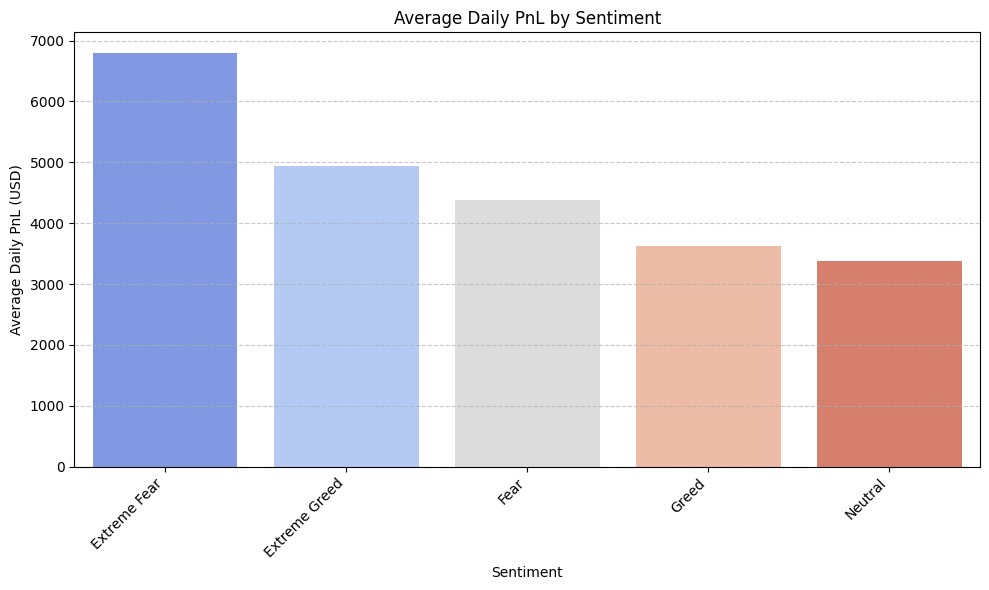 Average Daily PnL by Sentiment
Average Daily PnL (USD)
7000
6000
5000
4000
3000
2000
1000
0
Extreme Fear
Extreme Greed
Fear
Greed
Neutral
Sentiment